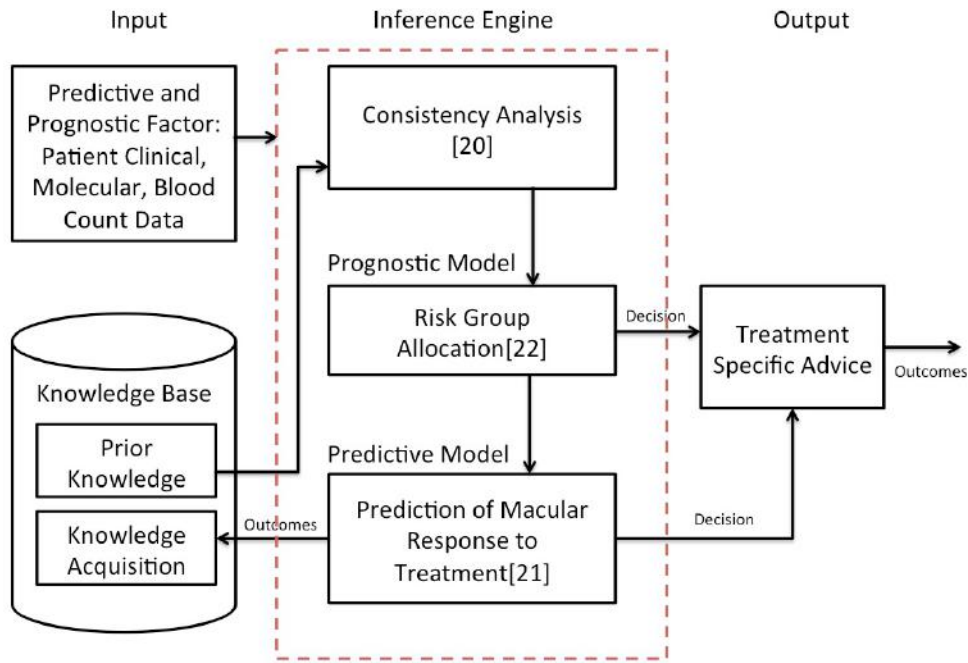 Input
Inference Engine
Output
Predictive and
Prognostic Factor:
Patient Clinical,
Molecular, Blood
Count Data
Consistency Analysis
[20]
Prognostic Model
Risk Group
Allocation[22]
Decision
Treatment
Specific Advice
Outcomes
Knowledge Base
Prior
Knowledge
Knowledge
Acquisition
Outcomes
Predictive Model
Prediction of Macular
Response to
Treatment[21]
Decision